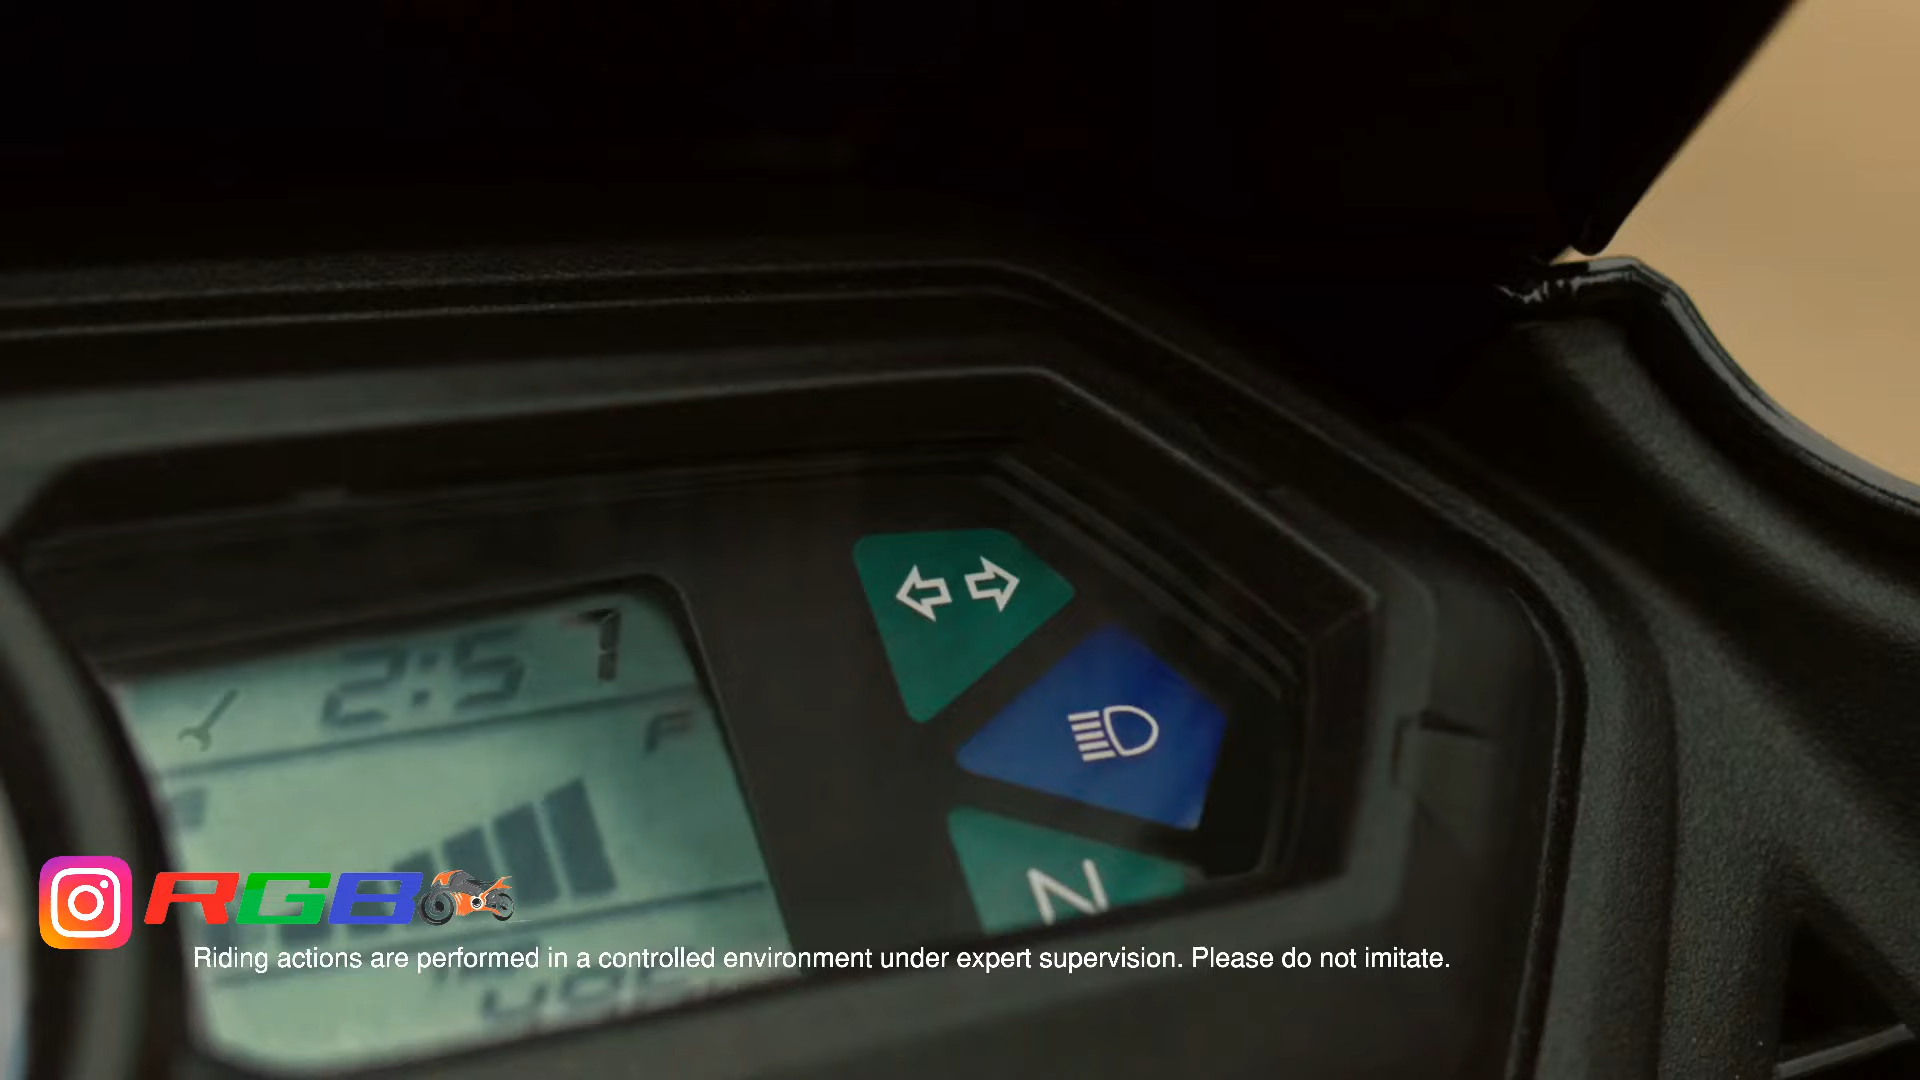 2:57
F
N
RGB
Riding actions are performed in a controlled environment under expert supervision. Please do not imitate.